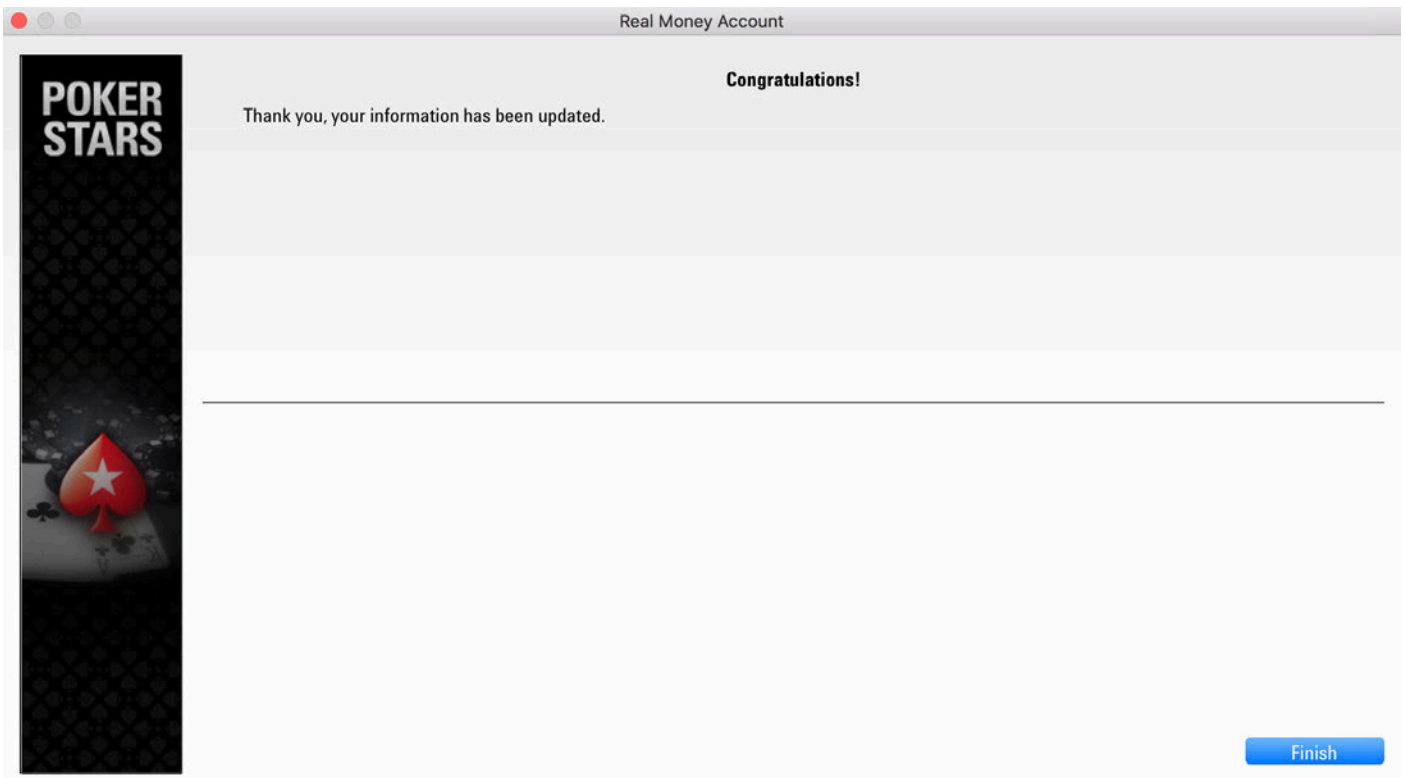 Real Money Account
POKER
STARS
Congratulations!
Thank you, your information has been updated.
Finish